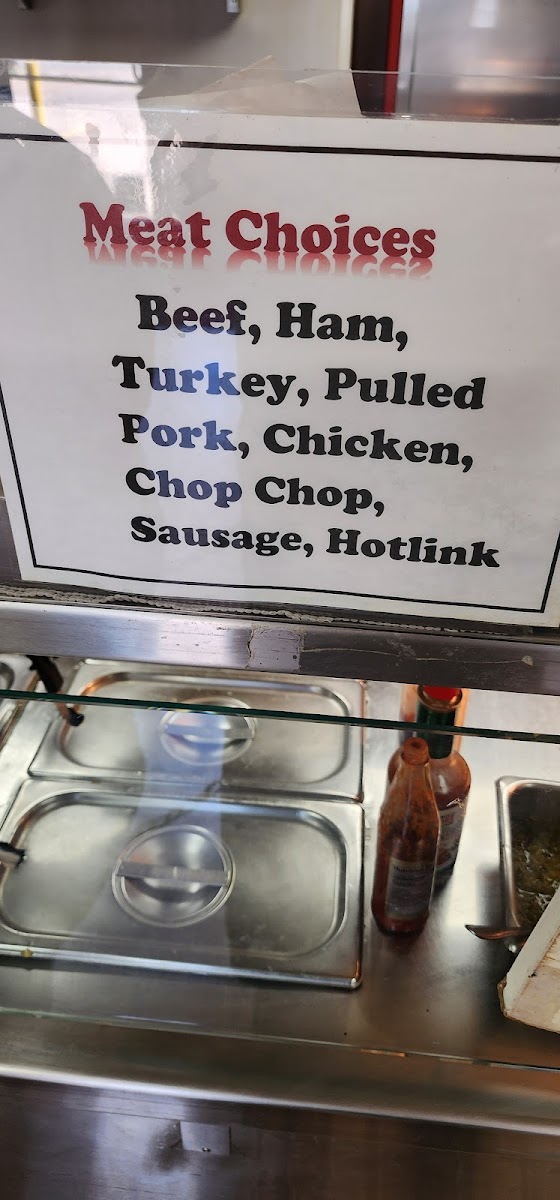 Meat Choices
Beef, Ham,
Turkey, Pulled
Pork, Chicken,
Chop Chop,
Sausage, Hotlink